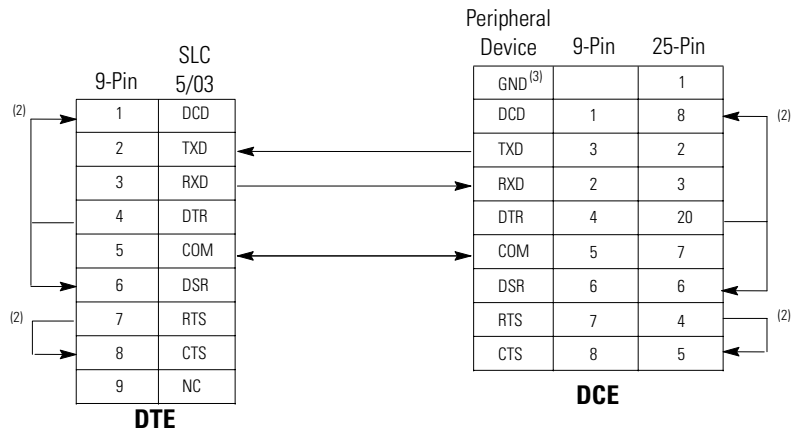 Peripheral
Device 9-Pin 25-Pin
GND(3) 1
DCD 1 8
TXD 3 2
RXD 2 3
DTR 4 20
COM 5 7
DSR 6 6
RTS 7 4
CTS 8 5
(2)
(2)
DCE
SLC
9-Pin 5/03
1 DCD
2 TXD
3 RXD
4 DTR
5 COM
6 DSR
7 RTS
8 CTS
9 NC
(2)
(2)
DTE